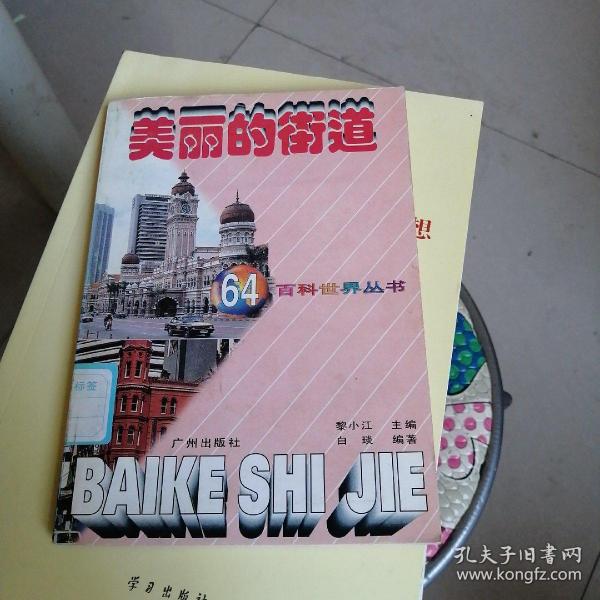 美丽的街道
想
64
百科世界丛书
标签
黎小江 主编
广州出版社
白琰 编著
BAIKE SHI JIE
学习出版社
孔夫子旧书网
www.kongfz.com